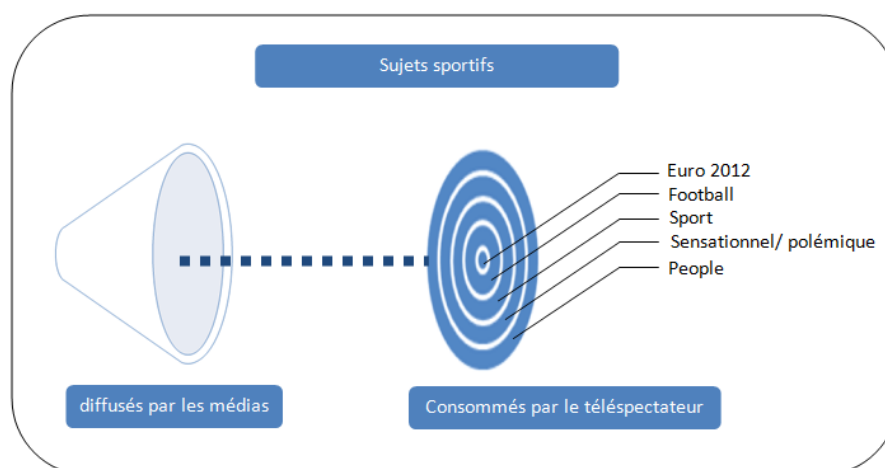 Sujets sportifs
Euro 2012
Football
Sport
Sensationnel/ polémique
People
diffusés par les médias
Consommés par le téléspectateur